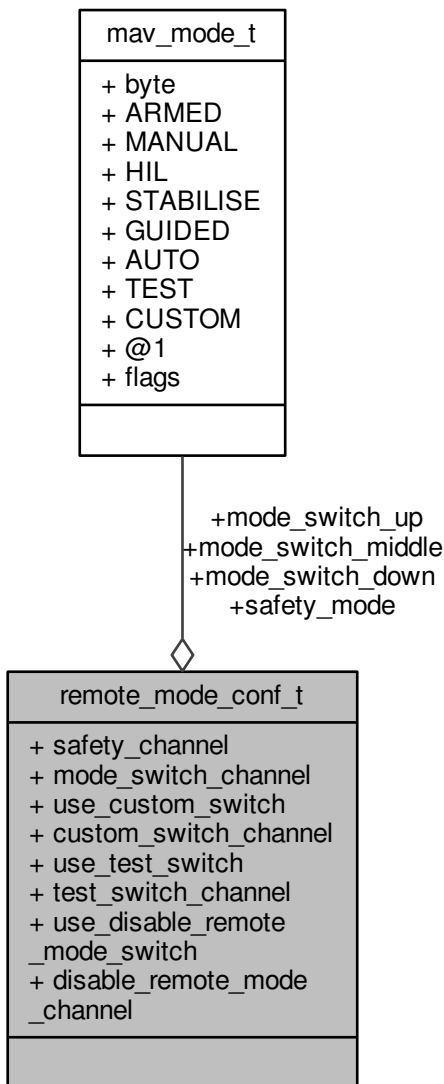 mav_mode_t
+ byte
+ ARMED
+ MANUAL
+ HIL
+ STABILISE
+ GUIDED
+ AUTO
+ TEST
+ CUSTOM
+ @1
+ flags
+mode_switch_up
+mode_switch_middle
+mode_switch_down
+safety_mode
remote_mode_conf_t
+ safety_channel
+ mode_switch_channel
+ use_custom_switch
+ custom_switch_channel
+ use_test_switch
+ test_switch_channel
+ use_disable_remote
_mode_switch
+ disable_remote_mode
_channel